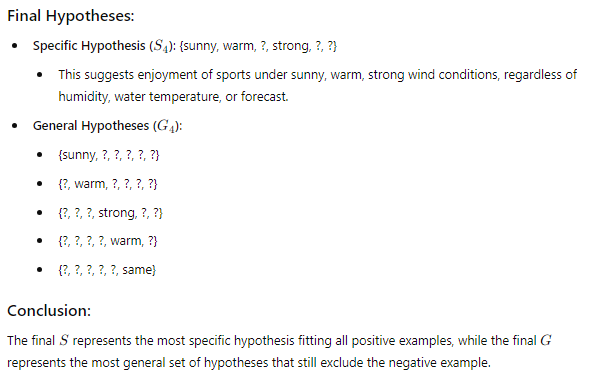 Final Hypotheses:
• Specific Hypothesis (S₄): {sunny, warm, ?, strong, ?, ?}
• This suggests enjoyment of sports under sunny, warm, strong wind conditions, regardless of
humidity, water temperature, or forecast.
• General Hypotheses (G₄):
• {sunny, ?, ?, ?, ?, ?}
• {?, warm, ?, ?, ?, ?}
• {?, ?, ?, strong, ?, ?}
• {?, ?, ?, ?, warm, ?}
• {?, ?, ?, ?, ?, same}
Conclusion:
The final S represents the most specific hypothesis fitting all positive examples, while the final G
represents the most general set of hypotheses that still exclude the negative example.